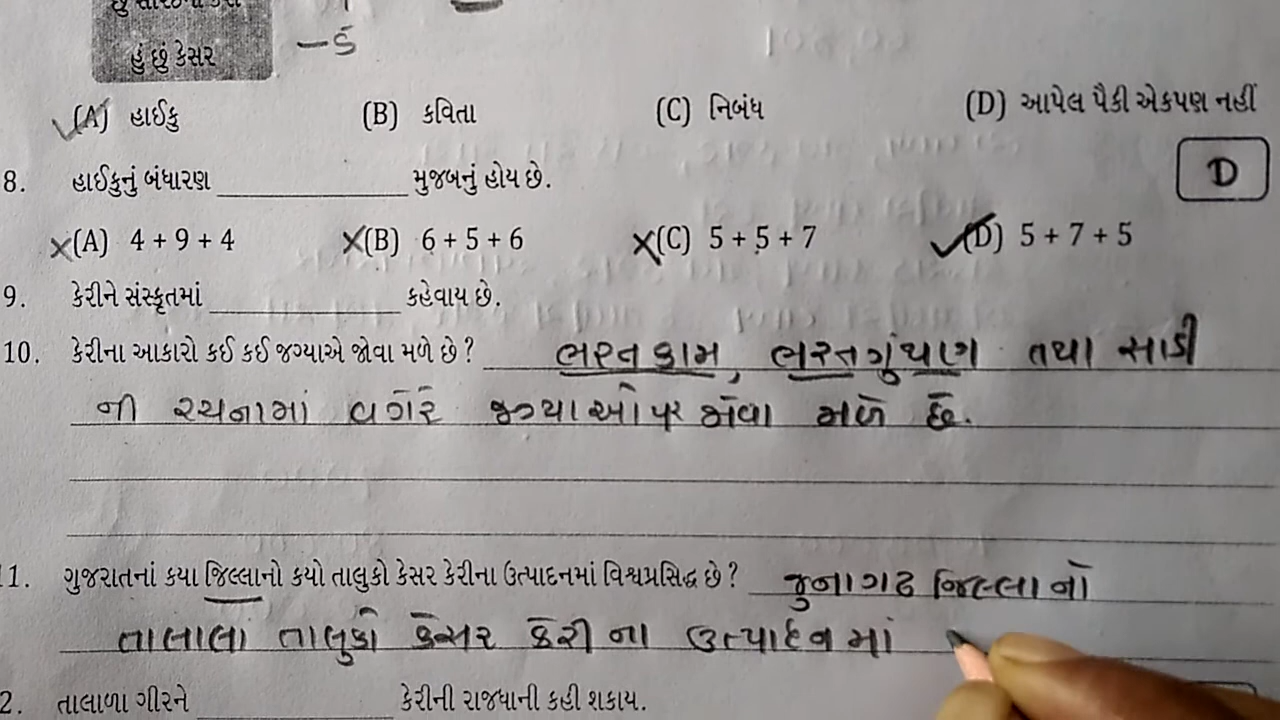 હું છું કેસર
– 5
(A) હાઈકુ (B) કવિતા (C) નિબંધ (D) આપેલ પૈકી એકપણ નહીં
8. હાઈકુનું બંધારણ ____________ મુજબનું હોય છે. D
(A) 4 + 9 + 4 (B) 6 + 5 + 6 (C) 5 + 5 + 7 (D) 5 + 7 + 5
9. કેરીને સંસ્કૃતમાં ____________ કહેવાય છે.
10. કેરીના આકારો કઈ કઈ જગ્યાએ જોવા મળે છે? ભરતકામ, ભરતગુંથણ તથા સાડી
ની રચનામાં વગેરે જગ્યાઓ પર જોવા મળે છે.
11. ગુજરાતનાં કયા જિલ્લાનો કયો તાલુકો કેસર કેરીના ઉત્પાદનમાં વિશ્વપ્રસિદ્ધ છે? જુનાગઢ જિલ્લાનો
તાલાલા તાલુકો કેસર કેરી ના ઉત્પાદન માં
2. તાલાળા ગીરને ____________ કેરીની રાજધાની કહી શકાય.